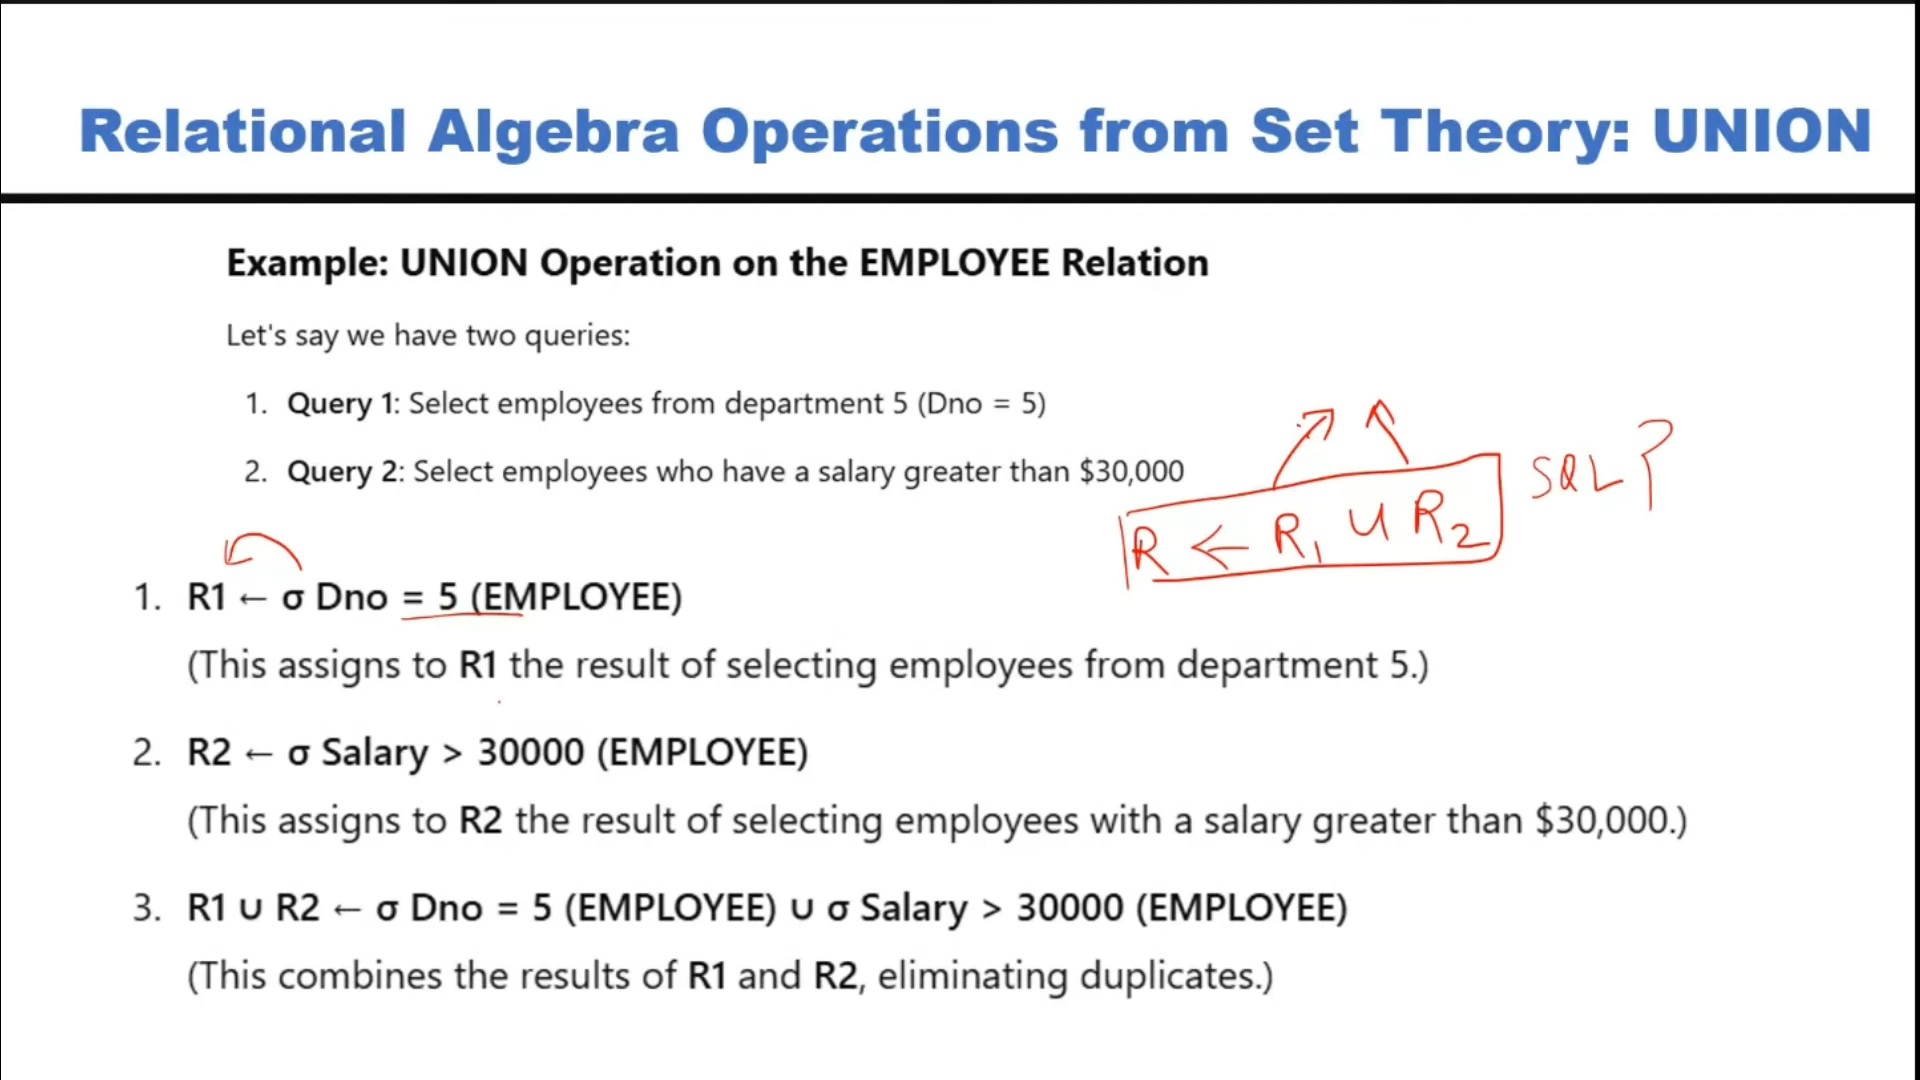 Relational Algebra Operations from Set Theory: UNION
Example: UNION Operation on the EMPLOYEE Relation
Let's say we have two queries:
1. Query 1: Select employees from department 5 (Dno = 5)
2. Query 2: Select employees who have a salary greater than $30,000
SQL?
R ← R1 ∪ R2
1. R1 ← σ Dno = 5 (EMPLOYEE)
(This assigns to R1 the result of selecting employees from department 5.)
2. R2 ← σ Salary > 30000 (EMPLOYEE)
(This assigns to R2 the result of selecting employees with a salary greater than $30,000.)
3. R1 ∪ R2 ← σ Dno = 5 (EMPLOYEE) ∪ σ Salary > 30000 (EMPLOYEE)
(This combines the results of R1 and R2, eliminating duplicates.)